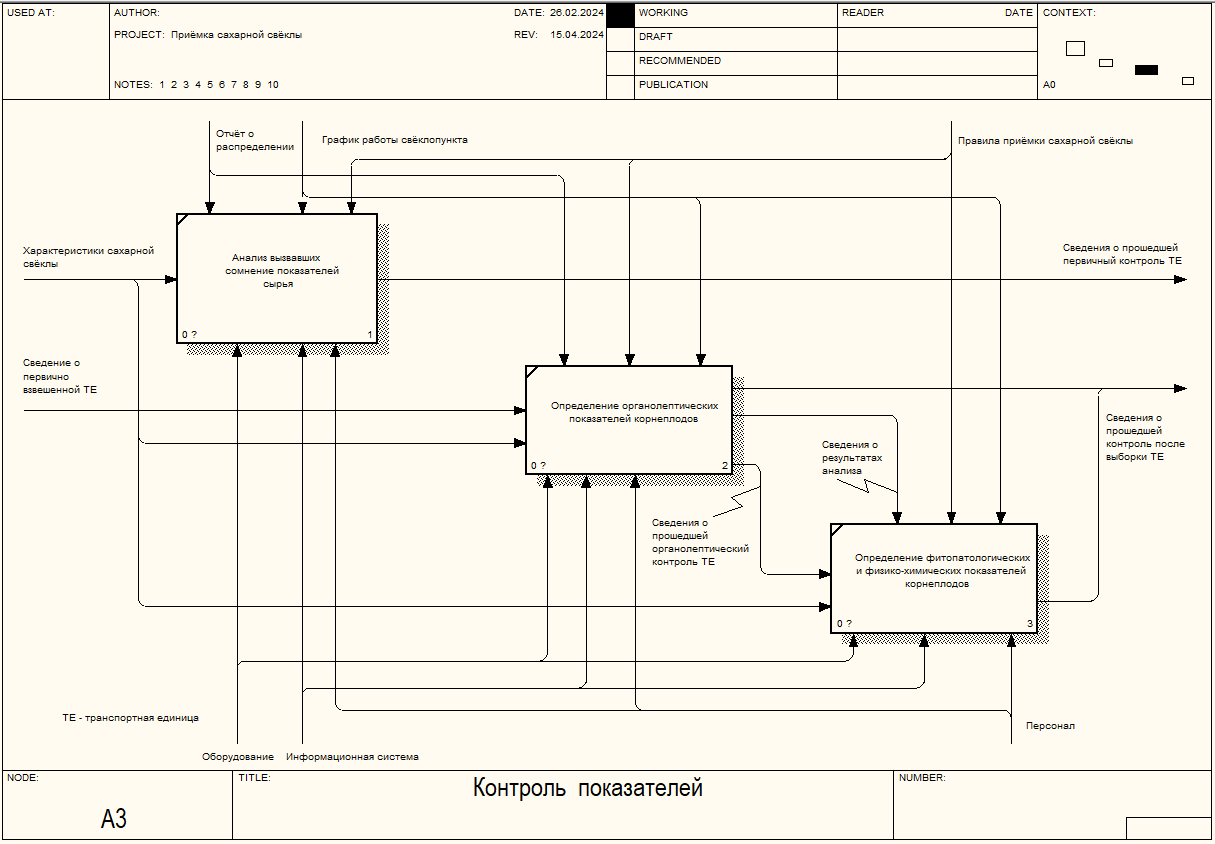 USED AT:
AUTHOR:
DATE: 26.02.2024
WORKING
READER
DATE
CONTEXT:
PROJECT: Приёмка сахарной свёклы
REV: 15.04.2024
DRAFT
RECOMMENDED
NOTES: 1 2 3 4 5 6 7 8 9 10
PUBLICATION
A0
Отчёт о
распределении
График работы свёклопункта
Правила приёмки сахарной свёклы
Характеристики сахарной
свёклы
Анализ вызвавших
сомнение показателей
сырья
0 ?
1
Сведения о прошедшей
первичный контроль ТЕ
Сведение о
первично
взвешенной ТЕ
Определение органолептических
показателей корнеплодов
0 ?
2
Сведения о
прошедшей
контроль после
выборки ТЕ
Сведения о
результатах
анализа
Сведения о
прошедшей
органолептический
контроль ТЕ
Определение фитопатологических
и физико-химических показателей
корнеплодов
0 ?
3
ТЕ - транспортная единица
Персонал
Оборудование
Информационная система
NODE:
TITLE:
Контроль показателей
NUMBER:
A3